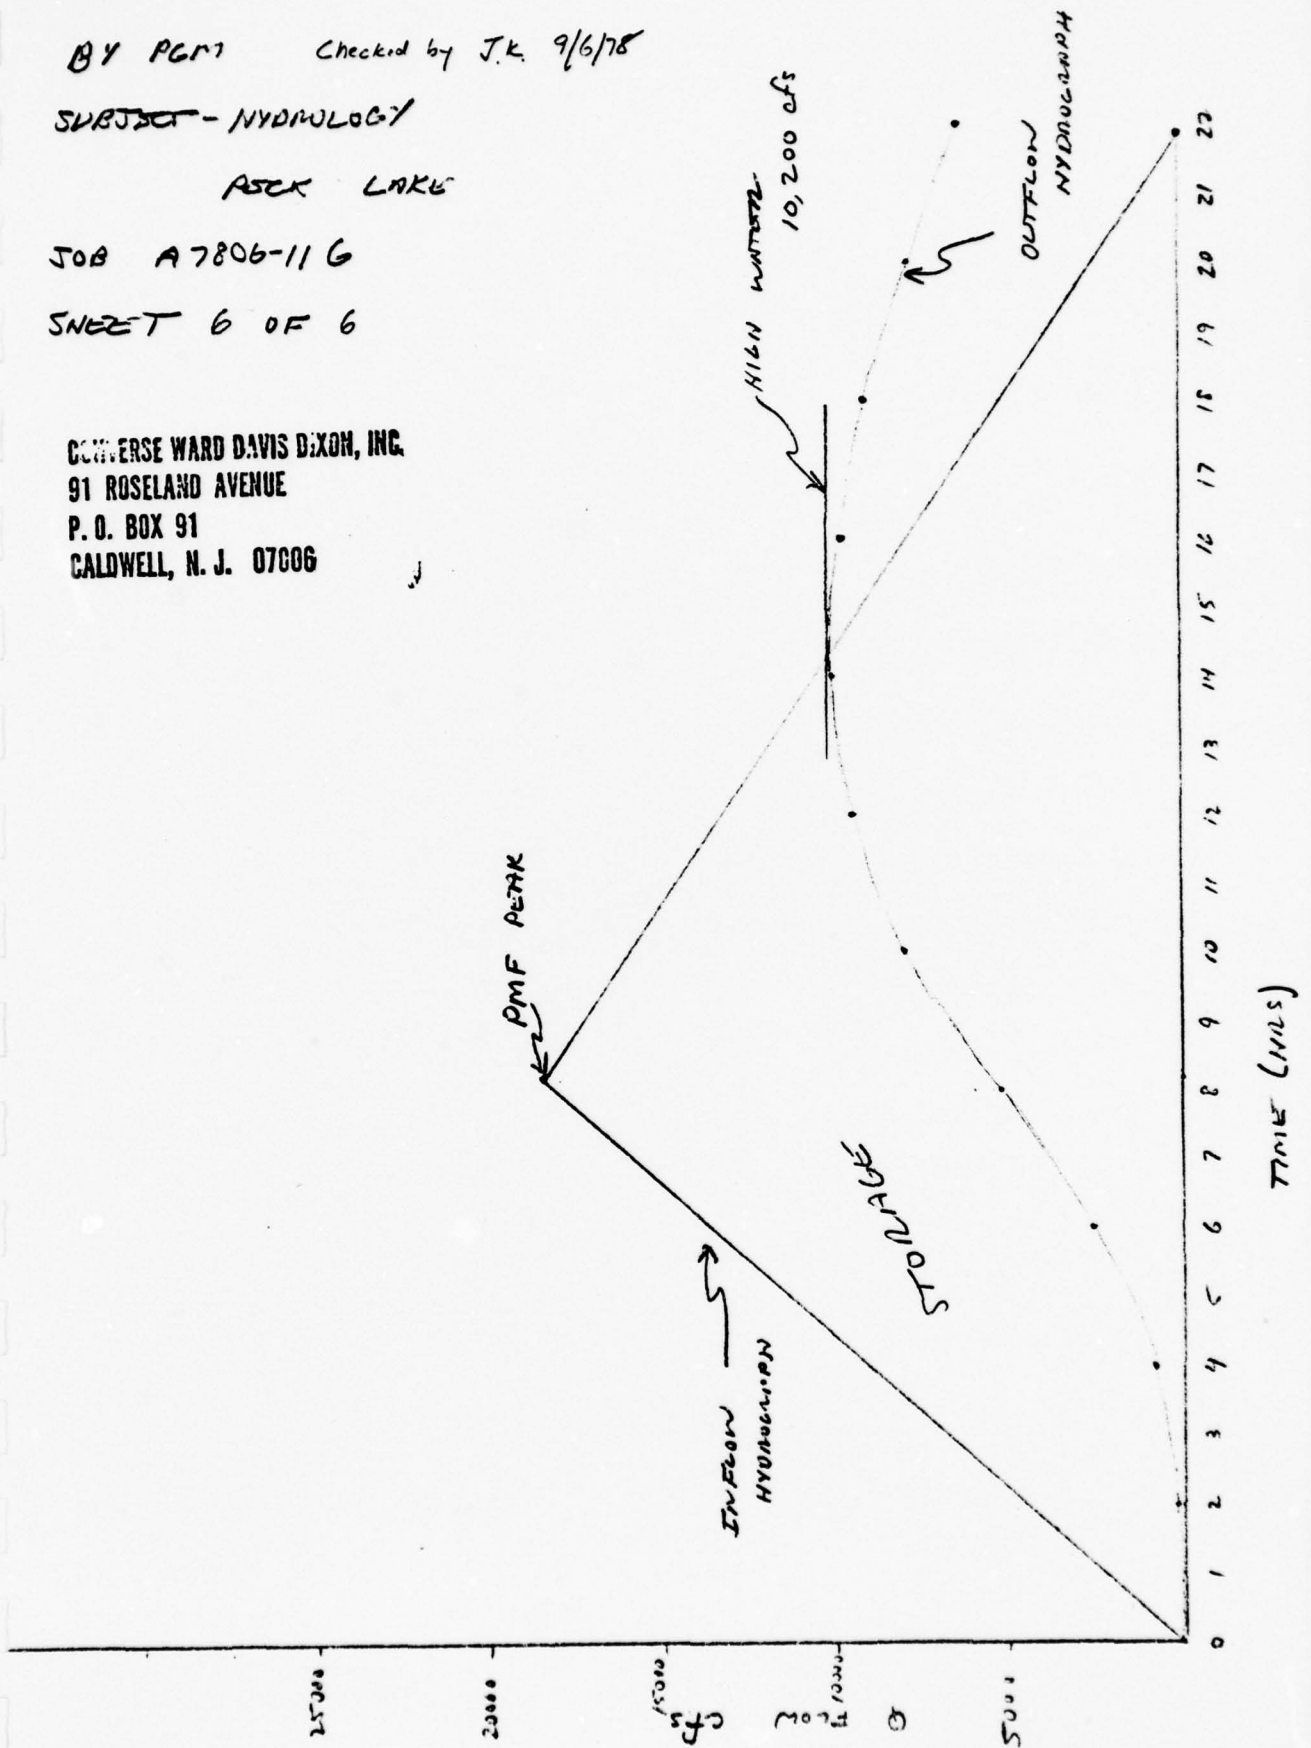 BY PGM Checked by J.K. 9/6/78
SUBJECT - HYDROLOGY
PECK LAKE
JOB A7806-11 G
SHEET 6 OF 6
CONVERSE WARD DAVIS DIXON, INC.
91 ROSELAND AVENUE
P. O. BOX 91
CALDWELL, N. J. 07006
HIGH WATER
10,200 cfs
OUTFLOW
HYDROGRAPH
PMF PEAK
STORAGE
INFLOW
HYDROGRAPH
25000
20000
15000
10000
5000
Q FLOW cfs
0 1 2 3 4 5 6 7 8 9 10 11 12 13 14 15 16 17 18 19 20 21 22
TIME (HRS)